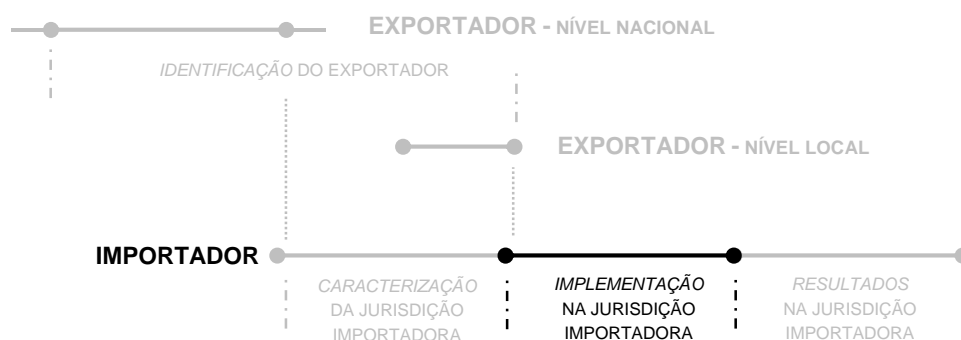 EXPORTADOR - NÍVEL NACIONAL
IDENTIFICAÇÃO DO EXPORTADOR
EXPORTADOR - NÍVEL LOCAL
IMPORTADOR
CARACTERIZAÇÃO
DA JURISDIÇÃO
IMPORTADORA
IMPLEMENTAÇÃO
NA JURISDIÇÃO
IMPORTADORA
RESULTADOS
NA JURISDIÇÃO
IMPORTADORA